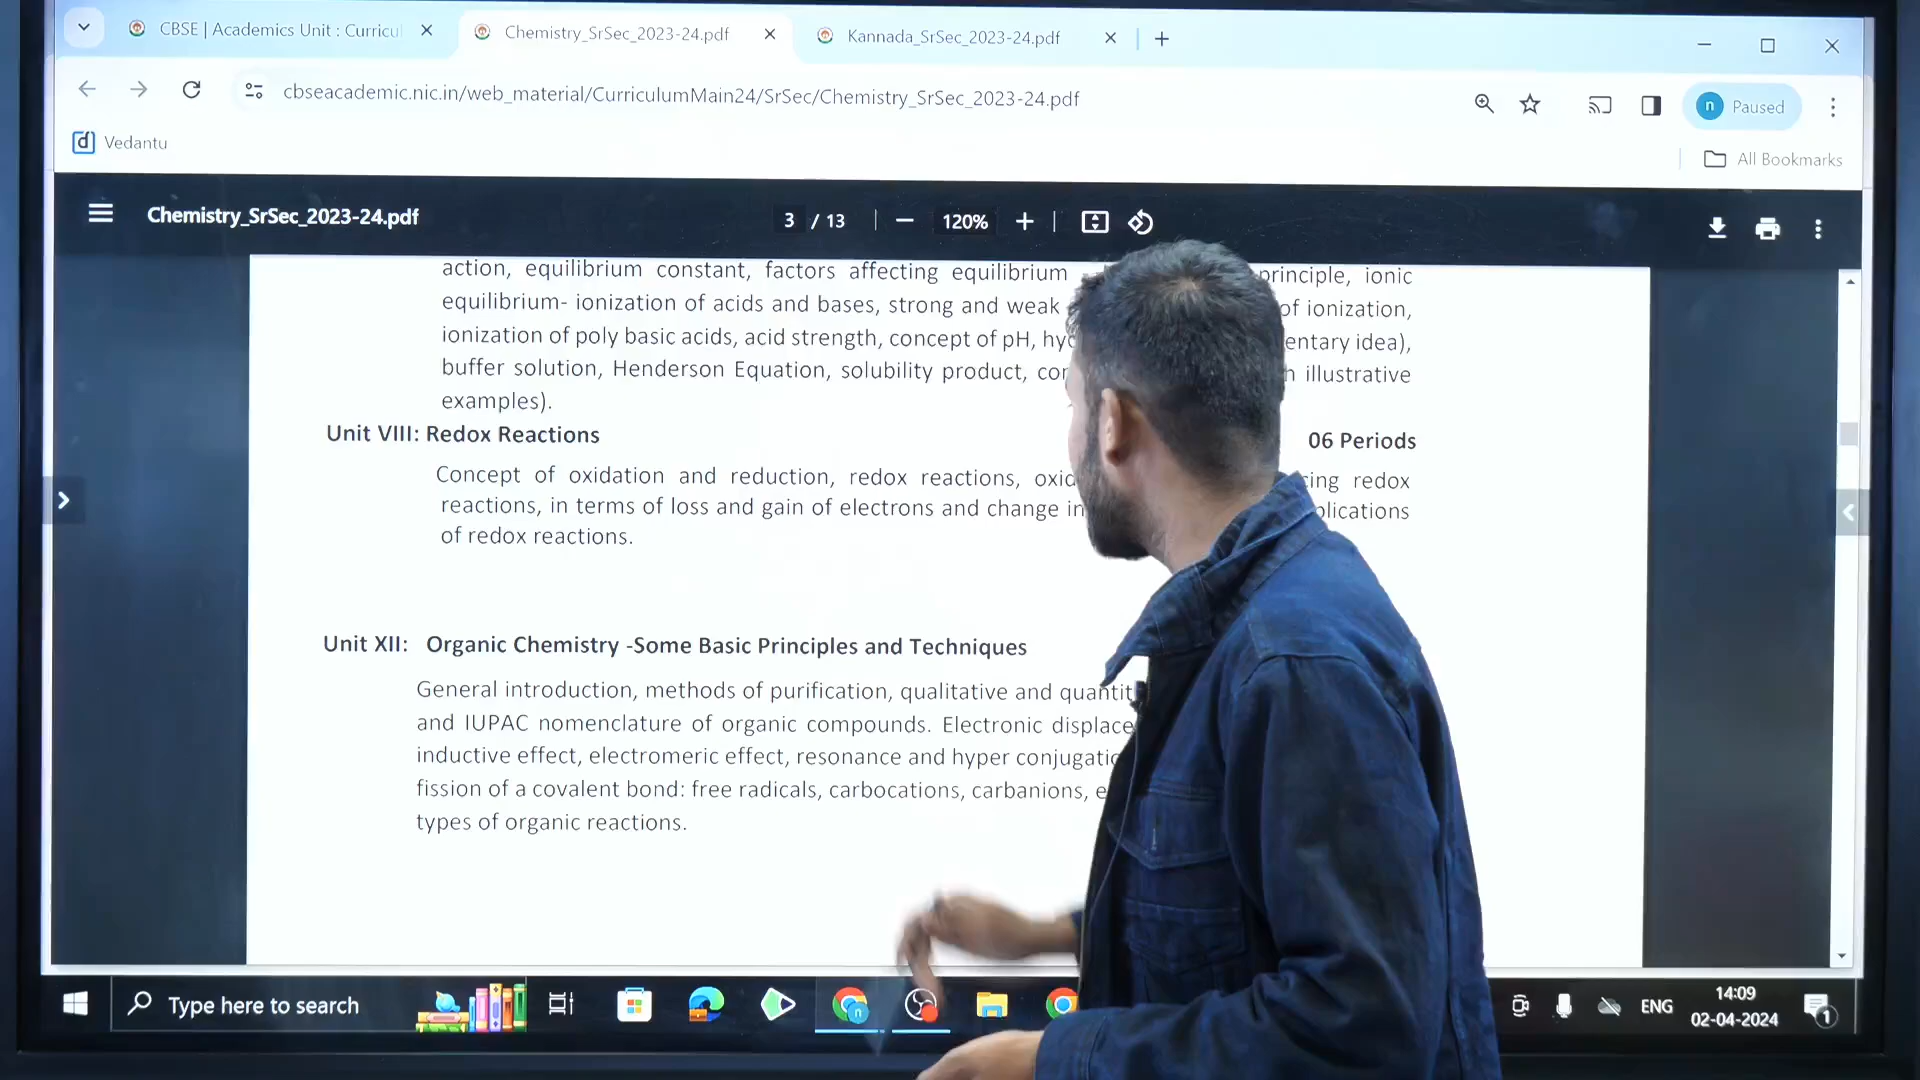 CBSE | Academics Unit : Curricul
Chemistry_SrSec_2023-24.pdf
Kannada_SrSec_2023-24.pdf
cbseacademic.nic.in/web_material/CurriculumMain24/SrSec/Chemistry_SrSec_2023-24.pdf
n Paused
Vedantu
All Bookmarks
Chemistry_SrSec_2023-24.pdf
3 / 13
120%
action, equilibrium constant, factors affecting equilibrium principle, ionic
equilibrium- ionization of acids and bases, strong and weak of ionization,
ionization of poly basic acids, acid strength, concept of pH, entary idea),
buffer solution, Henderson Equation, solubility product, illustrative
examples).
Unit VIII: Redox Reactions 06 Periods
Concept of oxidation and reduction, redox reactions, redox
reactions, in terms of loss and gain of electrons and change in plications
of redox reactions.
Unit XII: Organic Chemistry -Some Basic Principles and Techniques
General introduction, methods of purification, qualitative and quantit
and IUPAC nomenclature of organic compounds. Electronic displace
inductive effect, electromeric effect, resonance and hyper conjugatio
fission of a covalent bond: free radicals, carbocations, carbanions,
types of organic reactions.
Type here to search
ENG
14:09
02-04-2024
1